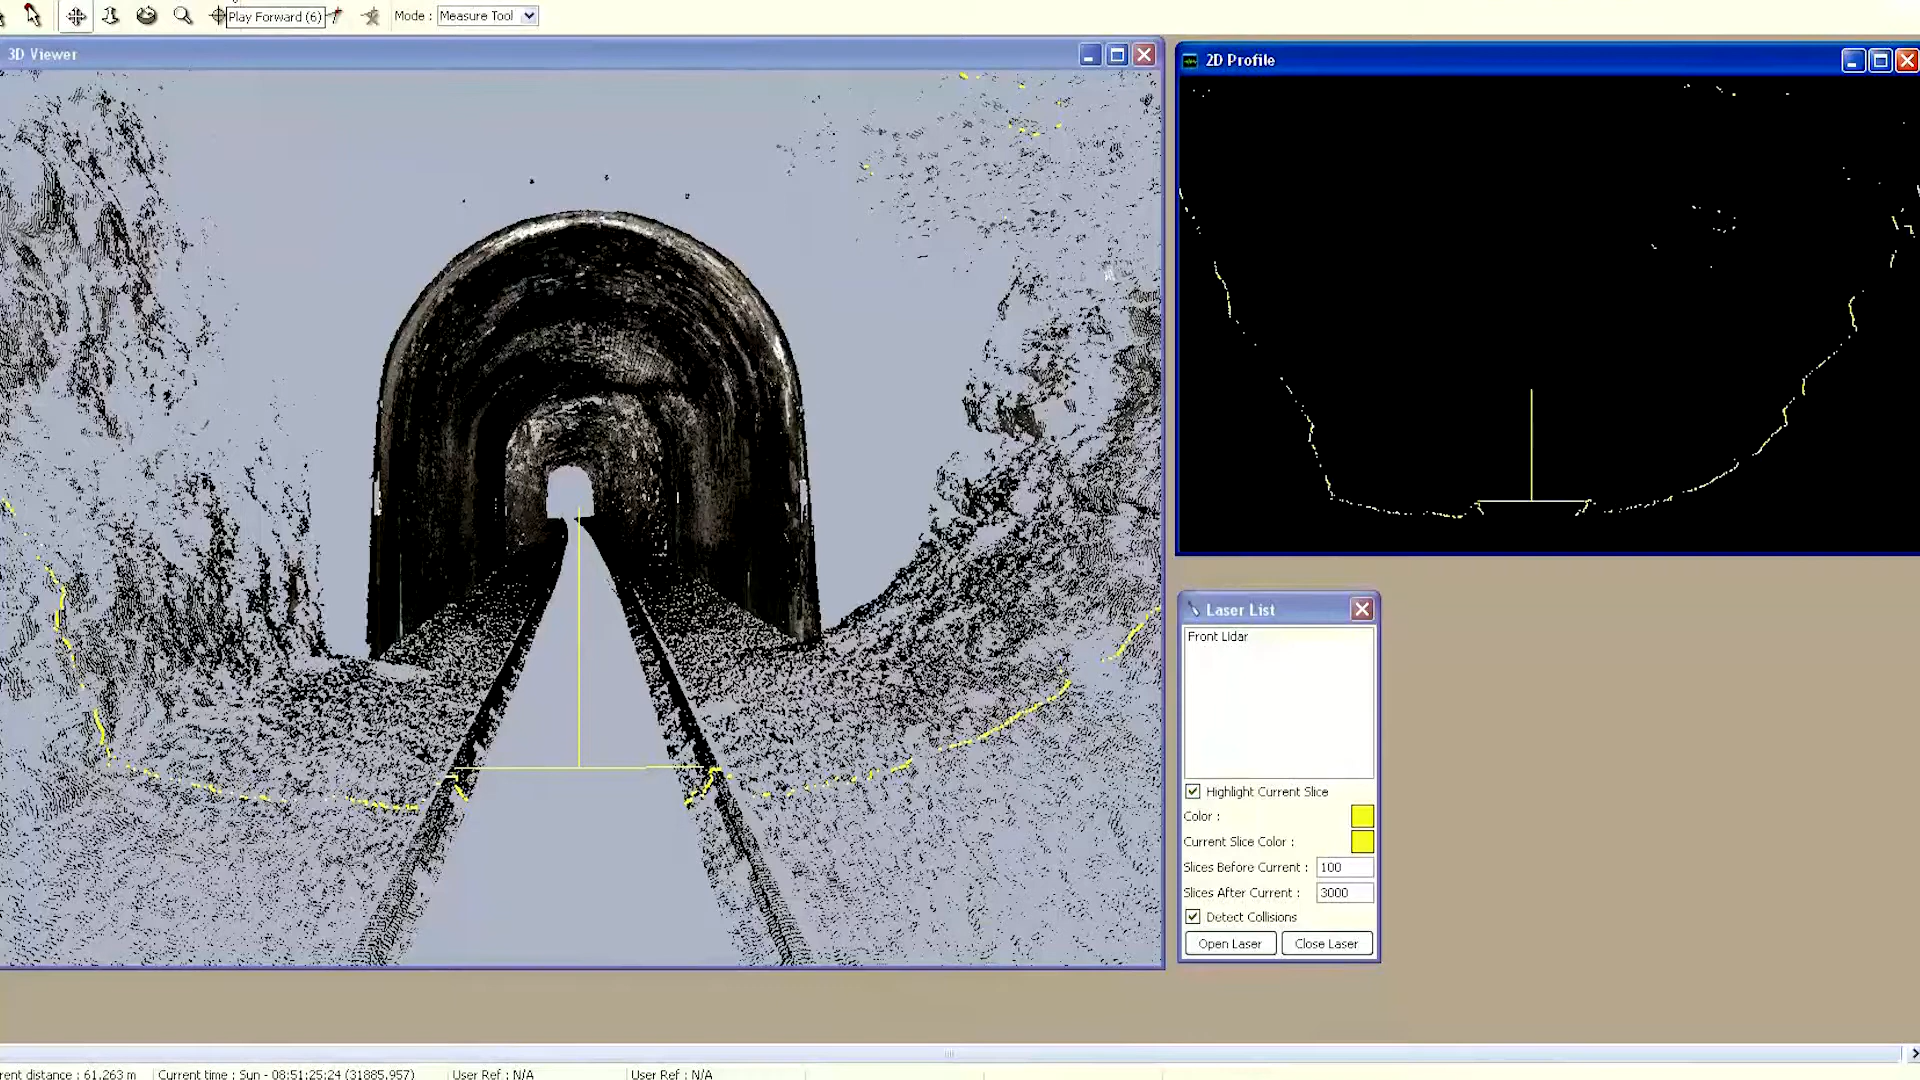 Play Forward (6)
Mode : Measure Tool
3D Viewer
2D Profile
Laser List
Front Lidar
Highlight Current Slice
Color :
Current Slice Color :
Slices Before Current : 100
Slices After Current : 3000
Detect Collisions
Open Laser Close Laser
rent distance : 61.263 m Current time : Sun - 08:51:25:24 (31885.957) User Ref : N/A User Ref : N/A